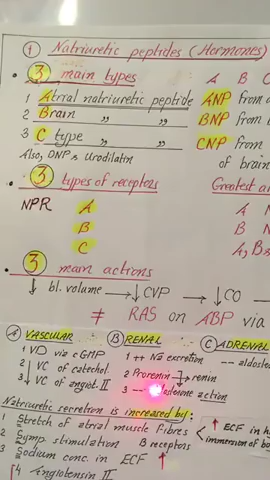 ① Natriuretic peptides (Hormones)
• 3 main types A B C
1 Atrial natriuretic peptide ANP from
2 Brain ,, ,, BNP from
3 C type ,, ,, CNP from
Also, DNP & Urodilatin of brain
• 3 types of receptors Greatest a
NPR A A
B B
C A, B
• 3 main actions
↓ bl. volume → ↓ CVP → ↓ CO →
≠ RAS on ABP via
Ⓐ VASCULAR Ⓑ RENAL Ⓒ ADRENAL
1 VD via cGMP 1 ++ Na excretion -- aldoste
2 ↓ VC of catechol. 2 Prorenin → renin
3 ↓ VC of angiot. II 3 -- action
Natriuretic secretion is increased by:
1 Stretch of atrial muscle fibres ↑ ECF in h
2 Symp stimulation B receptors immersion of bo
3 Sodium conc. in ECF ↑
4 Angiotensin II